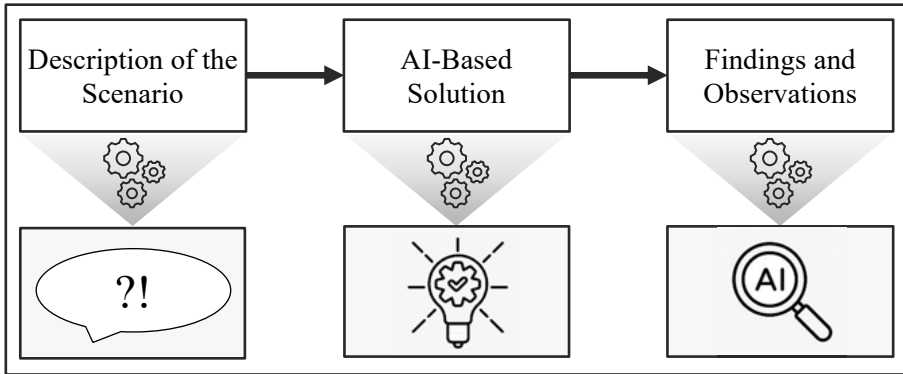 Description of the
Scenario
AI-Based
Solution
Findings and
Observations
?!
AI